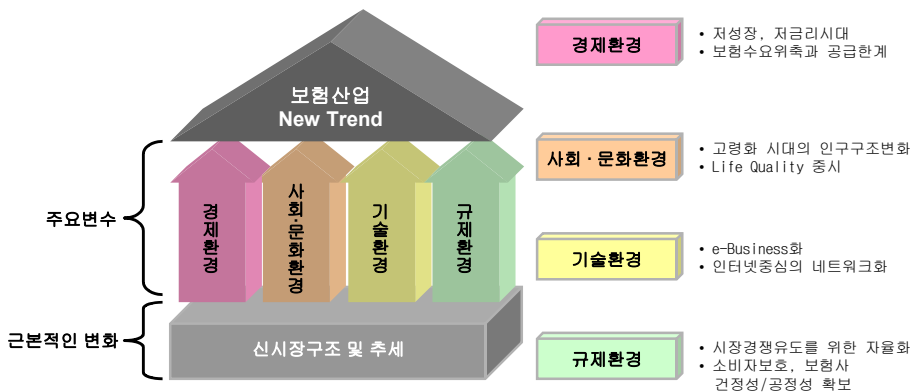 보험산업
New Trend
주요변수
경제환경
사회·문화환경
기술환경
규제환경
근본적인 변화
신시장구조 및 추세
경제환경
• 저성장, 저금리시대
• 보험수요위축과 공급한계
사회·문화환경
• 고령화 시대의 인구구조변화
• Life Quality 중시
기술환경
• e-Business화
• 인터넷중심의 네트워크화
규제환경
• 시장경쟁유도를 위한 자율화
• 소비자보호, 보험사
건정성/공정성 확보